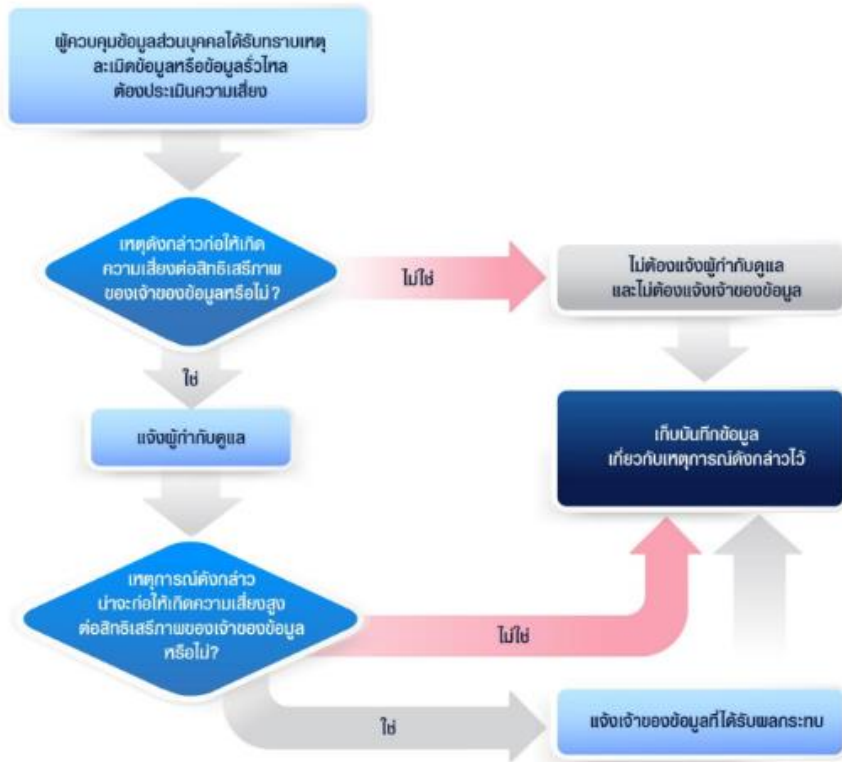 ผู้ควบคุมข้อมูลส่วนบุคคลได้รับทราบเหตุ
ละเมิดข้อมูลหรือข้อมูลรั่วไหล
ต้องประเมินความเสี่ยง
เหตุดังกล่าวก่อให้เกิด
ความเสี่ยงต่อสิทธิเสรีภาพ
ของเจ้าของข้อมูลหรือไม่?
ไม่ใช่
ไม่ต้องแจ้งผู้กำกับดูแล
และไม่ต้องแจ้งเจ้าของข้อมูล
ใช่
แจ้งผู้กำกับดูแล
เก็บบันทึกข้อมูล
เกี่ยวกับเหตุการณ์ดังกล่าวไว้
เหตุการณ์ดังกล่าว
น่าจะก่อให้เกิดความเสี่ยงสูง
ต่อสิทธิเสรีภาพของเจ้าของข้อมูล
หรือไม่?
ไม่ใช่
ใช่
แจ้งเจ้าของข้อมูลที่ได้รับผลกระทบ